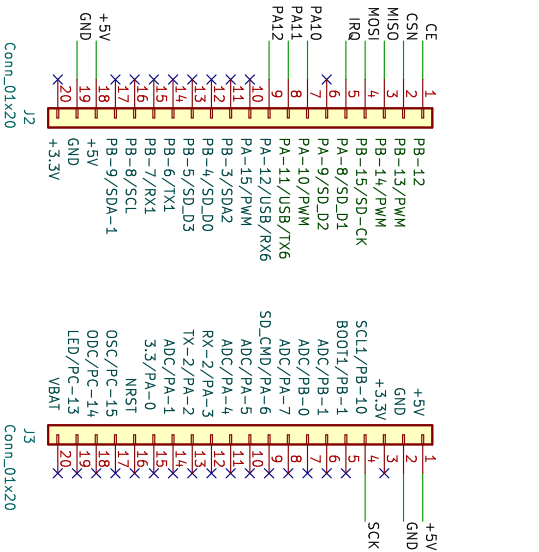 CE 1 PB-12
CSN 2 PB-13/PWM
MISO 3 PB-14/PWM
MOSI 4 PB-15/SD-CK
IRQ 5 PA-8/SD_D1
6 PA-9/SD_D2
PA10 7 PA-10/PWM
PA11 8 PA-11/USB/TX6
PA12 9 PA-12/USB/RX6
10 PA-15/PWM
11 PB-3/SDA2
12 PB-4/SD_D0
13 PB-5/SD_D3
14 PB-6/TX1
15 PB-7/RX1
16 PB-8/SCL
17 PB-9/SDA-1
+5V 18 +5V
GND 19 GND
20 +3.3V
J2
Conn_01x20
+5V 1 +5V
GND 2 GND
+3.3V 3
SCL1/PB-10 4 SCK
BOOT1/PB-1 5
ADC/PB-1 6
ADC/PB-0 7
ADC/PA-7 8
SD_CMD/PA-6 9
ADC/PA-5 10
ADC/PA-4 11
RX-2/PA-3 12
TX-2/PA-2 13
ADC/PA-1 14
3.3/PA-0 15
NRST 16
OSC/PC-15 17
ODC/PC-14 18
LED/PC-13 19
VBAT 20
J3
Conn_01x20